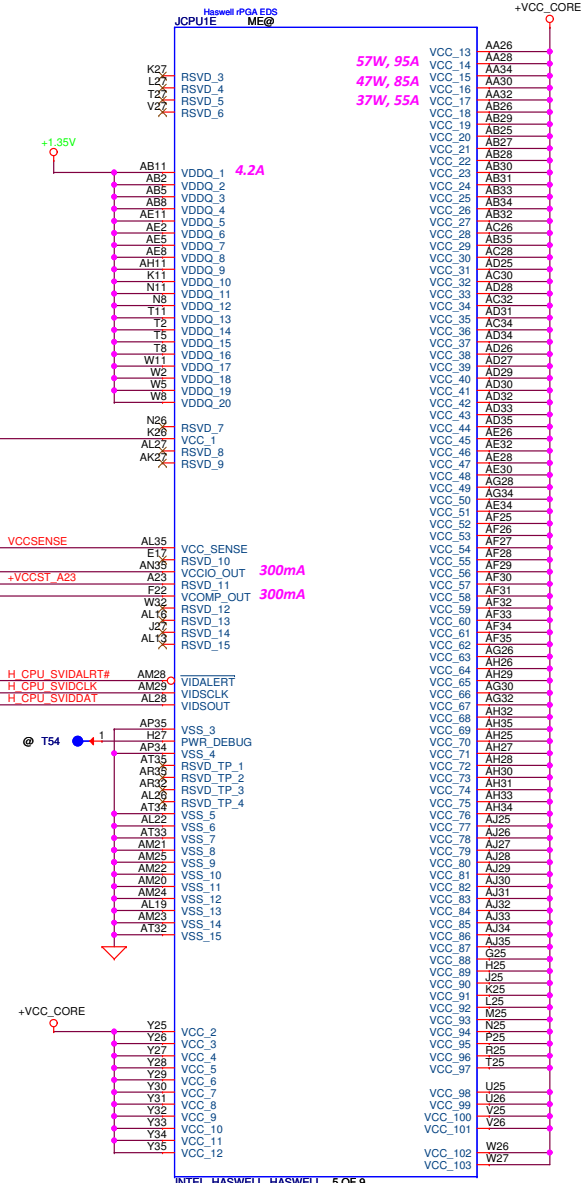 +VCC_CORE
Haswell rPGA EDS
JCPU1E ME@
K27 RSVD_3
L27 RSVD_4
T27 RSVD_5
V27 RSVD_6
+1.35V
AB11 VDDQ_1 4.2A
AB2 VDDQ_2
AB5 VDDQ_3
AB8 VDDQ_4
AE11 VDDQ_5
AE2 VDDQ_6
AE5 VDDQ_7
AE8 VDDQ_8
AH11 VDDQ_9
K11 VDDQ_10
N11 VDDQ_11
N8 VDDQ_12
T11 VDDQ_13
T2 VDDQ_14
T5 VDDQ_15
T8 VDDQ_16
W11 VDDQ_17
W2 VDDQ_18
W5 VDDQ_19
W8 VDDQ_20
N26 RSVD_7
K26 VCC_1
AL27 RSVD_8
AK27 RSVD_9
VCCSENSE AL35 VCC_SENSE
E17 RSVD_10
AN35 VCCIO_OUT 300mA
+VCCST_A23 A23 RSVD_11
F22 VCOMP_OUT 300mA
W32 RSVD_12
AL16 RSVD_13
J27 RSVD_14
AL13 RSVD_15
H_CPU_SVIDALRT# AM28 VIDALERT
H_CPU_SVIDCLK AM29 VIDSCLK
H_CPU_SVIDDAT AL28 VIDSOUT
AP35 VSS_3
@ T54 1 H27 PWR_DEBUG
AP34 VSS_4
AT35 RSVD_TP_1
AR35 RSVD_TP_2
AR32 RSVD_TP_3
AL26 RSVD_TP_4
AT34 VSS_5
AL22 VSS_6
AT33 VSS_7
AM21 VSS_8
AM25 VSS_9
AM22 VSS_10
AM20 VSS_11
AM24 VSS_12
AL19 VSS_13
AM23 VSS_14
AT32 VSS_15
+VCC_CORE
Y25 VCC_2
Y26 VCC_3
Y27 VCC_4
Y28 VCC_5
Y29 VCC_6
Y30 VCC_7
Y31 VCC_8
Y32 VCC_9
Y33 VCC_10
Y34 VCC_11
Y35 VCC_12
57W, 95A
47W, 85A
37W, 55A
VCC_13 AA26
VCC_14 AA28
VCC_15 AA34
VCC_16 AA30
VCC_17 AA32
VCC_18 AB26
VCC_19 AB29
VCC_20 AB25
VCC_21 AB27
VCC_22 AB28
VCC_23 AB30
VCC_24 AB31
VCC_25 AB33
VCC_26 AB34
VCC_27 AB32
VCC_28 AC26
VCC_29 AB35
VCC_30 AC28
VCC_31 AD25
VCC_32 AC30
VCC_33 AD28
VCC_34 AC32
VCC_35 AD31
VCC_36 AC34
VCC_37 AD34
VCC_38 AD26
VCC_39 AD27
VCC_40 AD29
VCC_41 AD30
VCC_42 AD32
VCC_43 AD33
VCC_44 AD35
VCC_45 AE26
VCC_46 AE32
VCC_47 AE28
VCC_48 AE30
VCC_49 AG28
VCC_50 AG34
VCC_51 AE34
VCC_52 AF25
VCC_53 AF26
VCC_54 AF27
VCC_55 AF28
VCC_56 AF29
VCC_57 AF30
VCC_58 AF31
VCC_59 AF32
VCC_60 AF33
VCC_61 AF34
VCC_62 AF35
VCC_63 AG26
VCC_64 AH26
VCC_65 AH29
VCC_66 AG30
VCC_67 AG32
VCC_68 AH32
VCC_69 AH35
VCC_70 AH25
VCC_71 AH27
VCC_72 AH28
VCC_73 AH30
VCC_74 AH31
VCC_75 AH33
VCC_76 AH34
VCC_77 AJ25
VCC_78 AJ26
VCC_79 AJ27
VCC_80 AJ28
VCC_81 AJ29
VCC_82 AJ30
VCC_83 AJ31
VCC_84 AJ32
VCC_85 AJ33
VCC_86 AJ34
VCC_87 AJ35
VCC_88 G25
VCC_89 H25
VCC_90 J25
VCC_91 K25
VCC_92 L25
VCC_93 M25
VCC_94 N25
VCC_95 P25
VCC_96 R25
VCC_97 T25
VCC_98 U25
VCC_99 U26
VCC_100 V25
VCC_101 V26
VCC_102 W26
VCC_103 W27
INTEL_HASWELL_HASWELL 5 OF 9